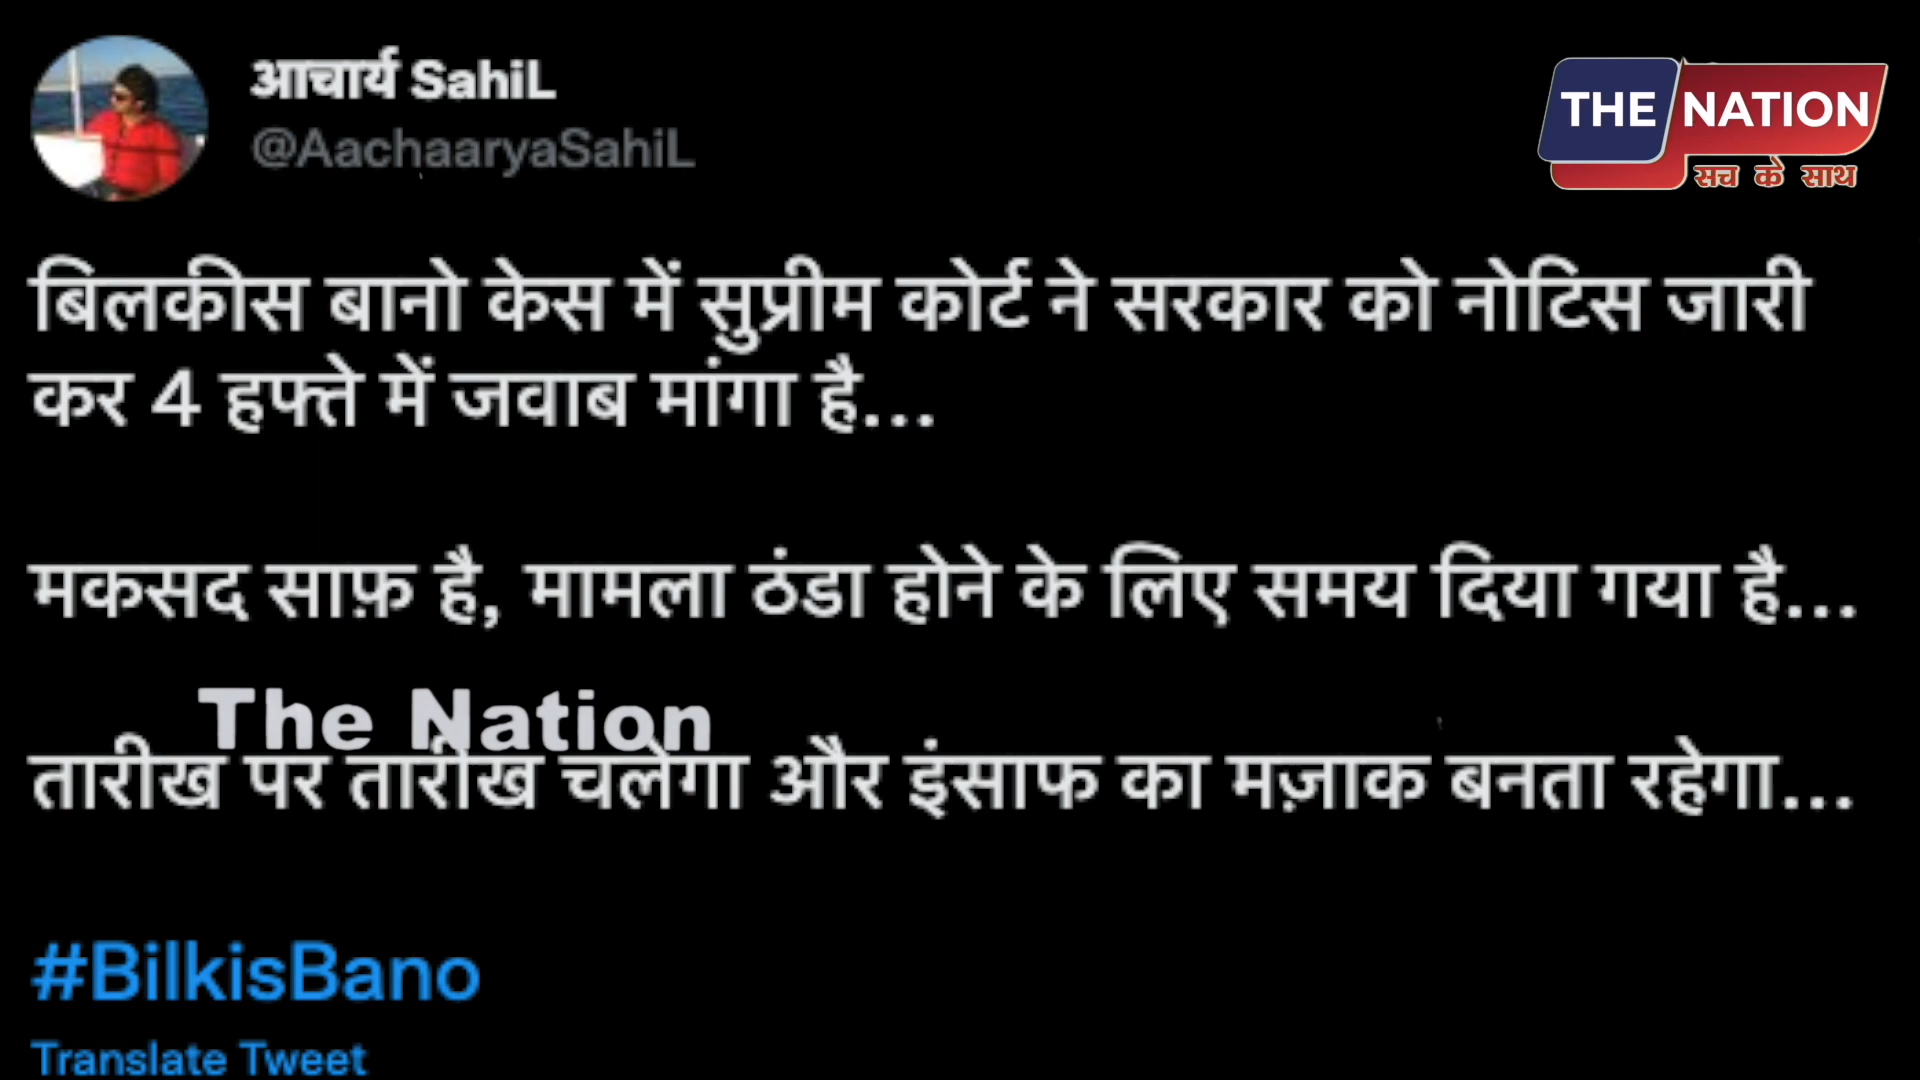 आचार्य SahiL
@AachaaryaSahiL
THE NATION
सच के साथ
बिलकीस बानो केस में सुप्रीम कोर्ट ने सरकार को नोटिस जारी
कर 4 हफ्ते में जवाब मांगा है...
मकसद साफ़ है, मामला ठंडा होने के लिए समय दिया गया है...
The Nation
तारीख पर तारीख चलेगा और इंसाफ का मज़ाक बनता रहेगा...
#BilkisBano
Translate Tweet